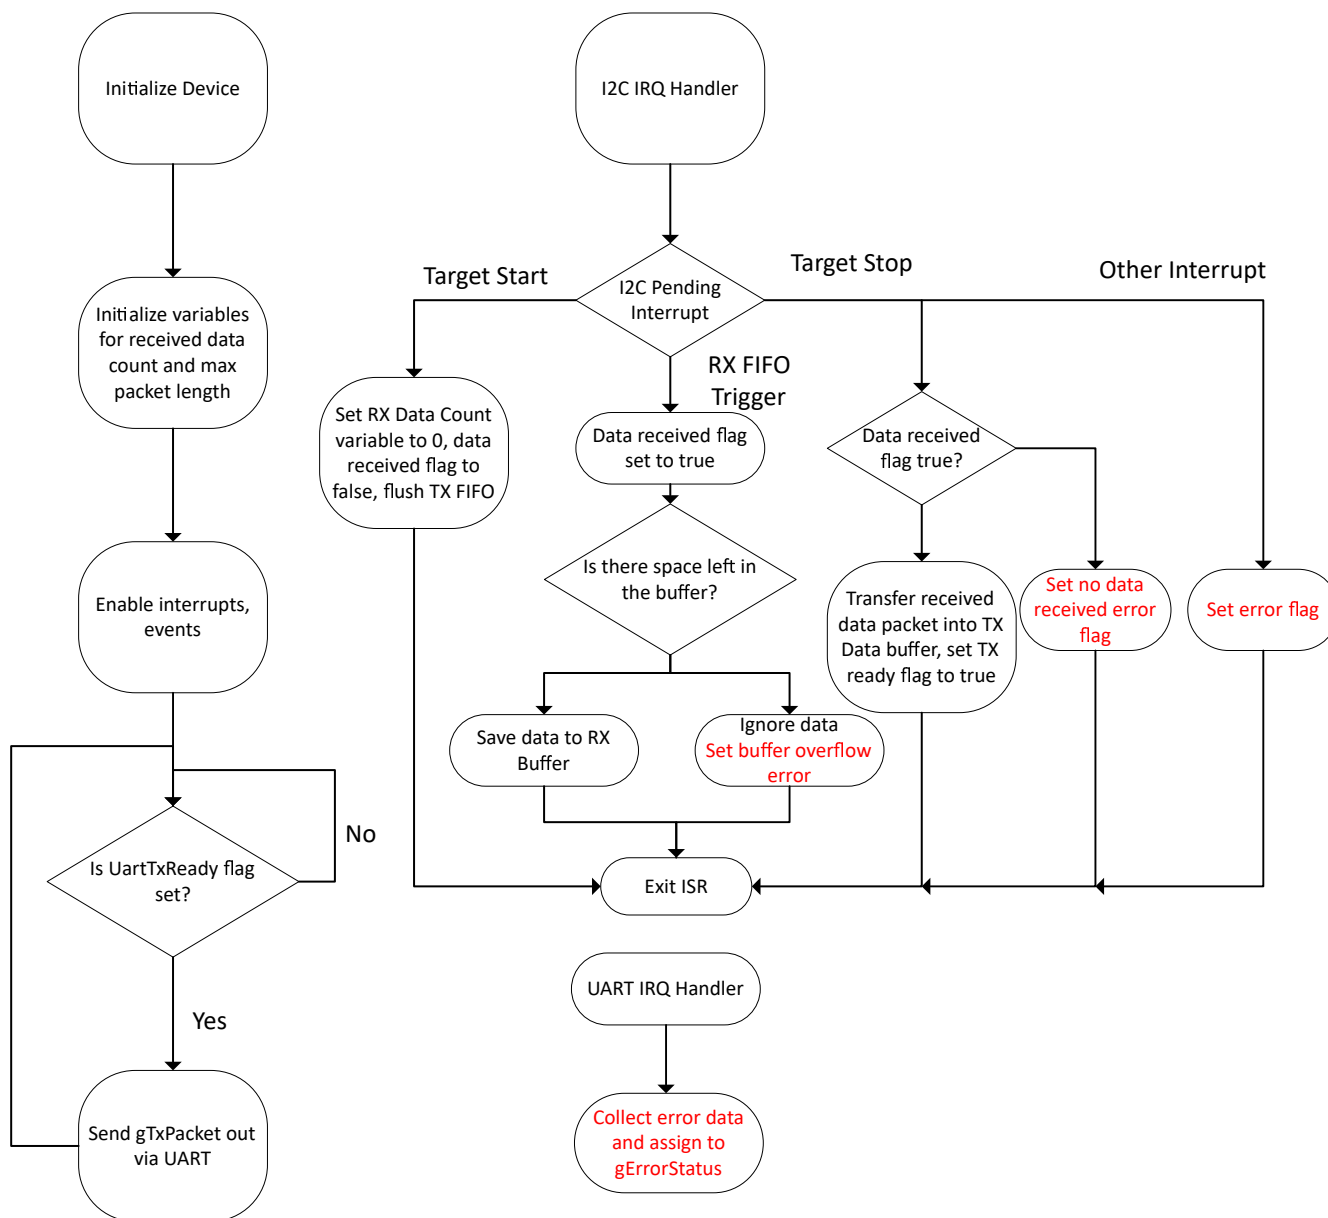 Initialize Device
Initialize variables
for received data
count and max
packet length
Enable interrupts,
events
Is UartTxReady flag
set?
No
Yes
Send gTxPacket out
via UART
I2C IRQ Handler
I2C Pending
Interrupt
Target Start
Target Stop
Other Interrupt
RX FIFO
Trigger
Set RX Data Count
variable to 0, data
received flag to
false, flush TX FIFO
Data received flag
set to true
Is there space left in
the buffer?
Save data to RX
Buffer
Ignore data
Set buffer overflow
error
Data received
flag true?
Transfer received
data packet into TX
Data buffer, set TX
ready flag to true
Set no data
received error
flag
Set error flag
Exit ISR
UART IRQ Handler
Collect error data
and assign to
gErrorStatus